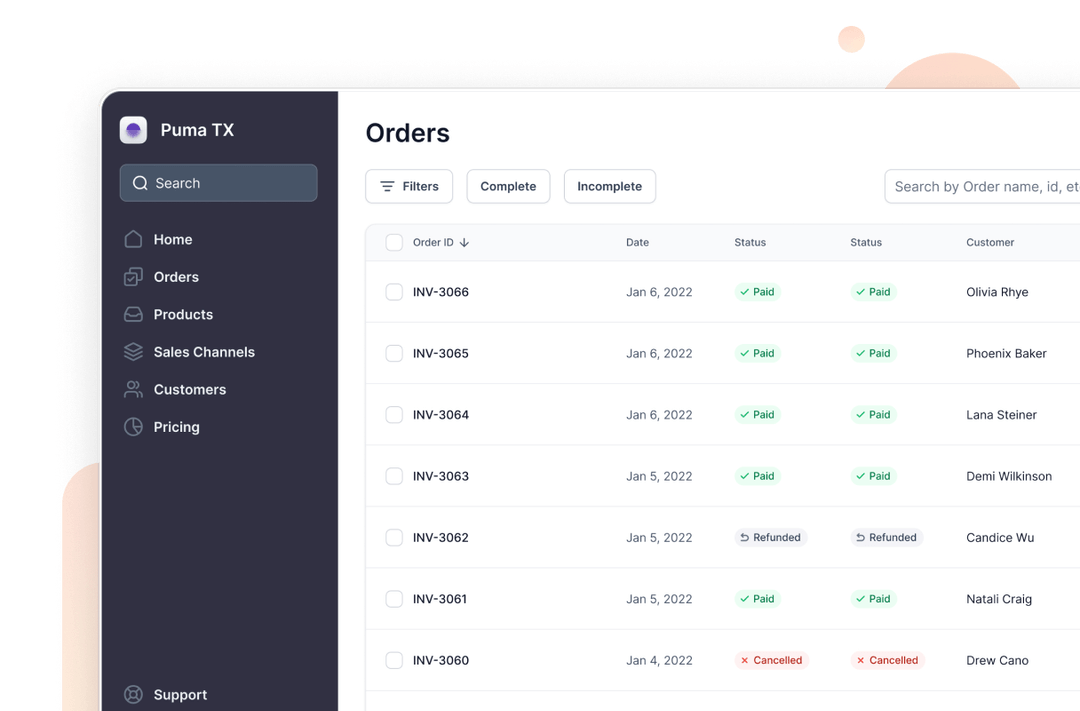 Puma TX
Search
Home
Orders
Products
Sales Channels
Customers
Pricing
Support
Orders
Filters Complete Incomplete Search by Order name, id, et
Order ID Date Status Status Customer
INV-3066 Jan 6, 2022 Paid Paid Olivia Rhye
INV-3065 Jan 6, 2022 Paid Paid Phoenix Baker
INV-3064 Jan 6, 2022 Paid Paid Lana Steiner
INV-3063 Jan 5, 2022 Paid Paid Demi Wilkinson
INV-3062 Jan 5, 2022 Refunded Refunded Candice Wu
INV-3061 Jan 5, 2022 Paid Paid Natali Craig
INV-3060 Jan 4, 2022 Cancelled Cancelled Drew Cano